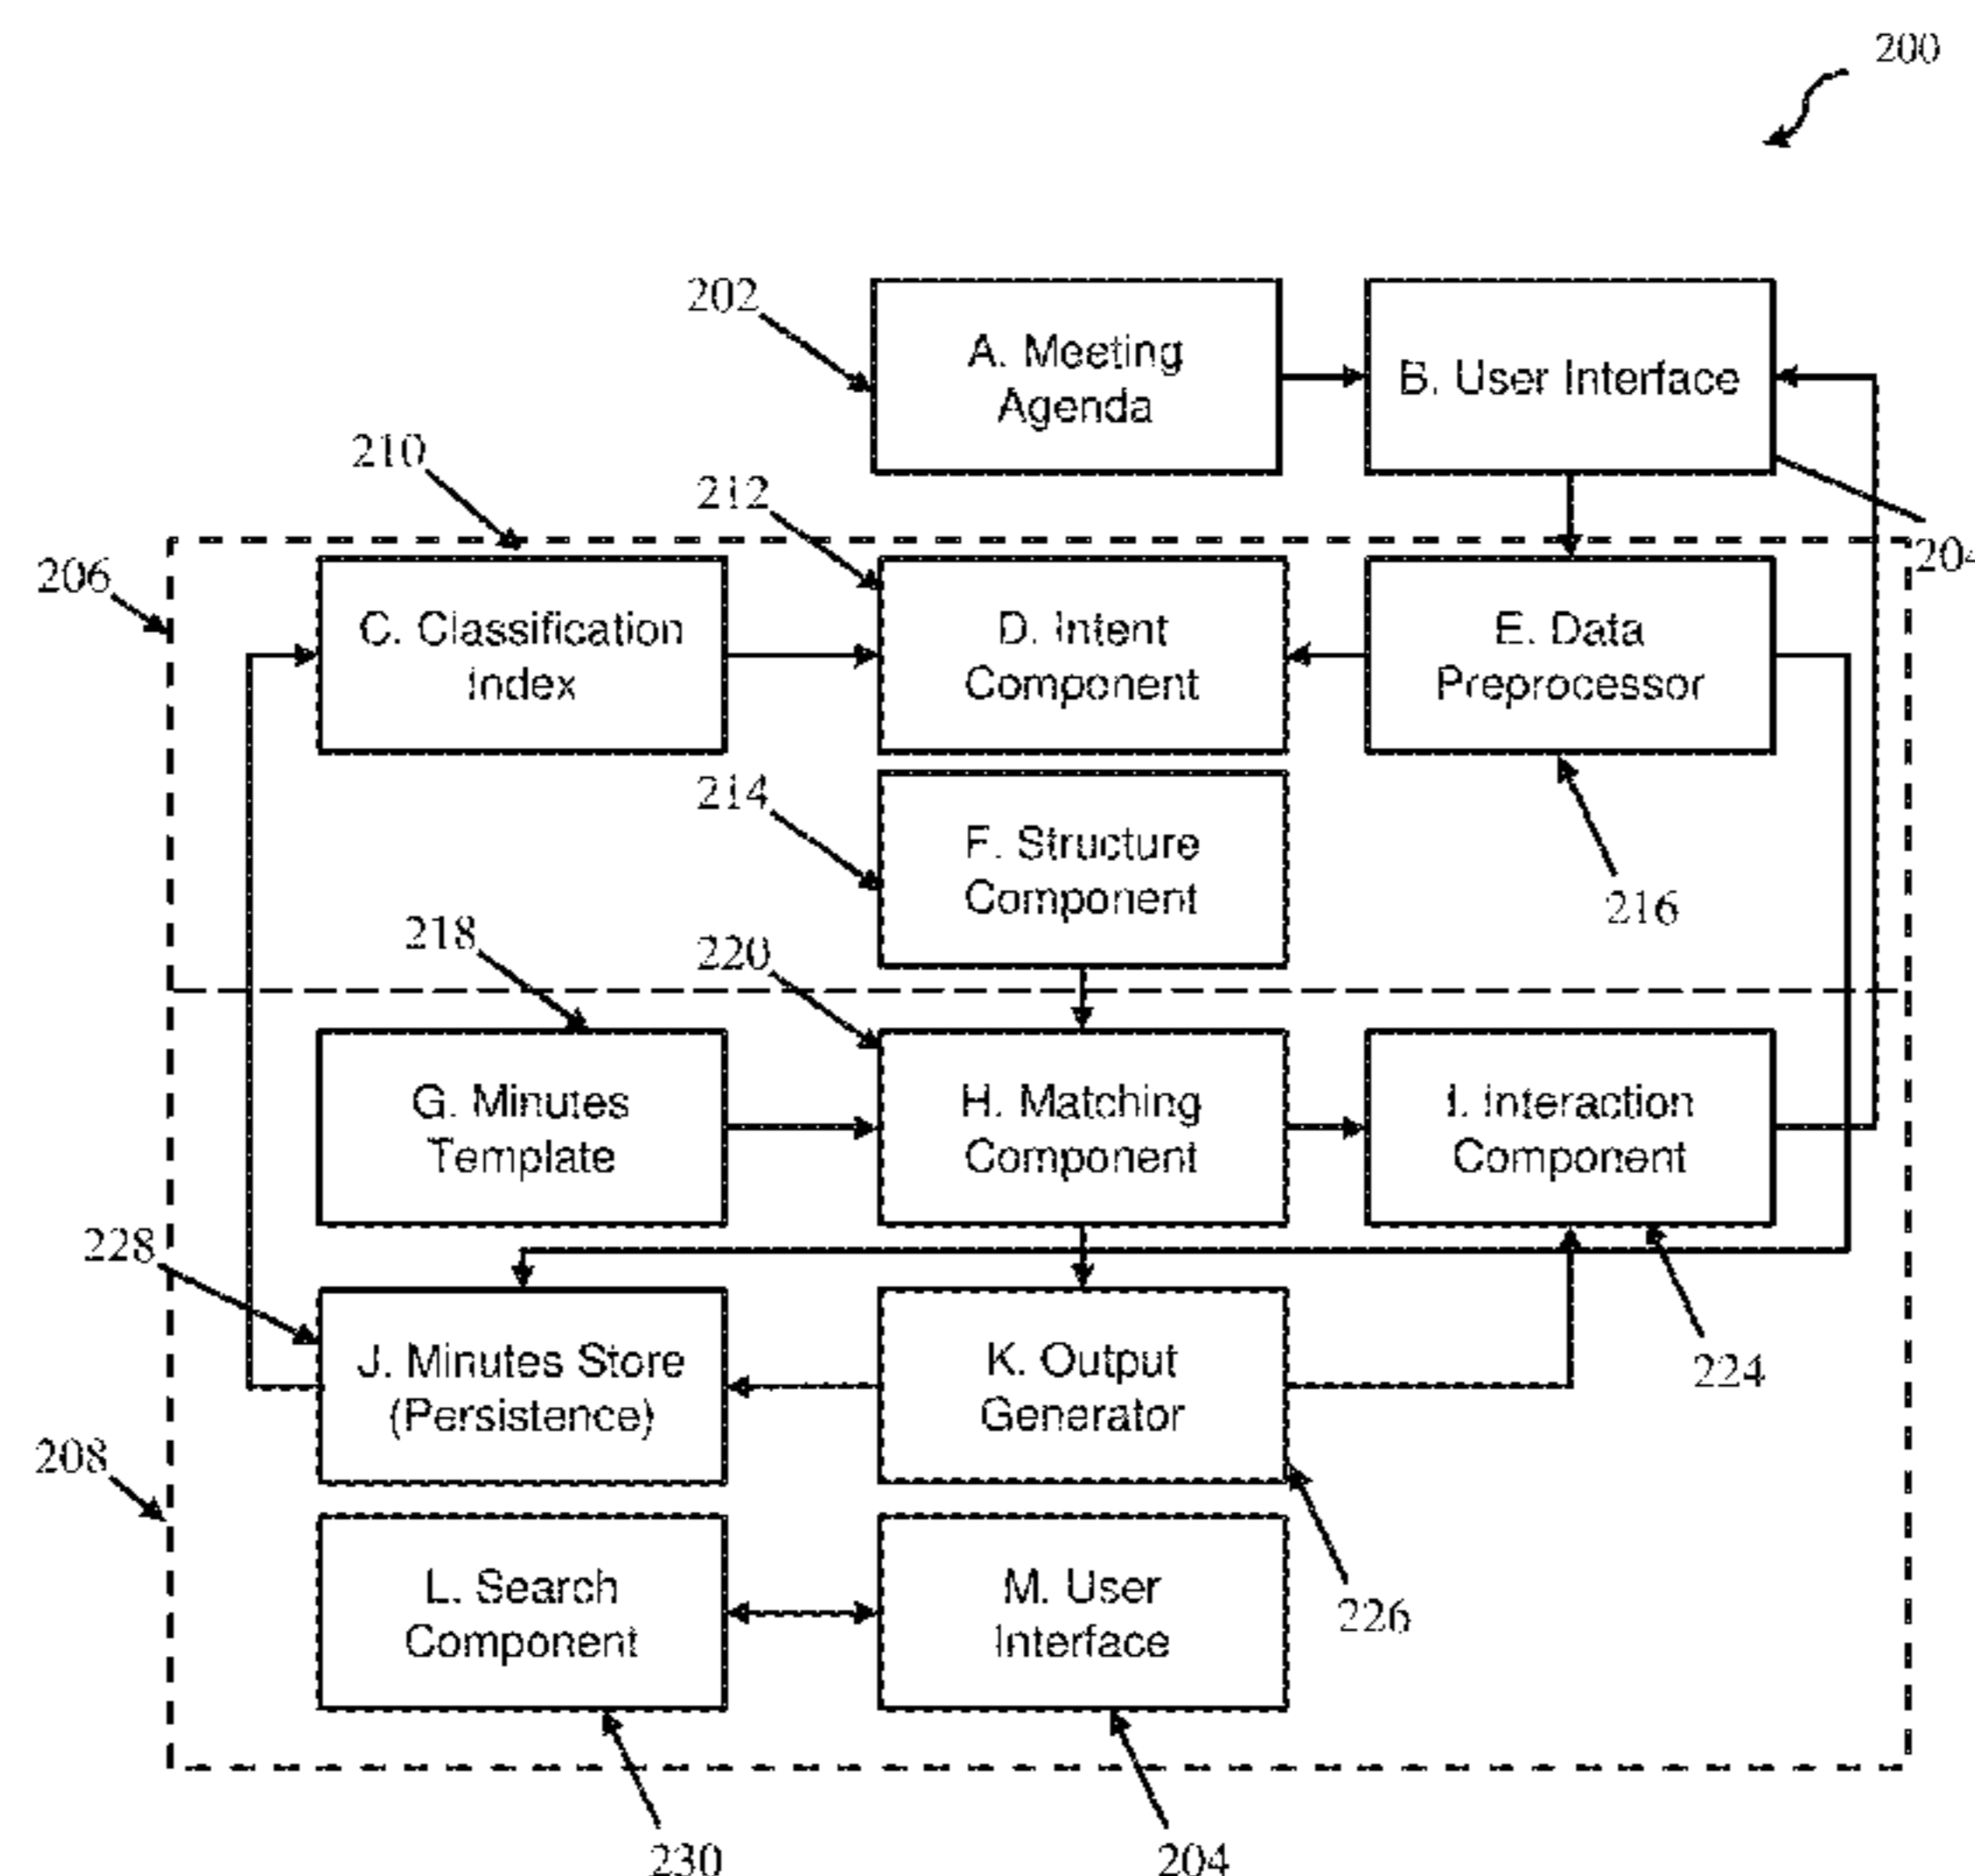 200
202
A. Meeting
Agenda
B. User Interface
204
210
212
206
C. Classification
Index
D. Intent
Component
E. Data
Preprocessor
214
F. Structure
Component
216
218
220
G. Minutes
Template
H. Matching
Component
I. Interaction
Component
228
224
J. Minutes Store
(Persistence)
K. Output
Generator
208
226
L. Search
Component
M. User
Interface
230
204